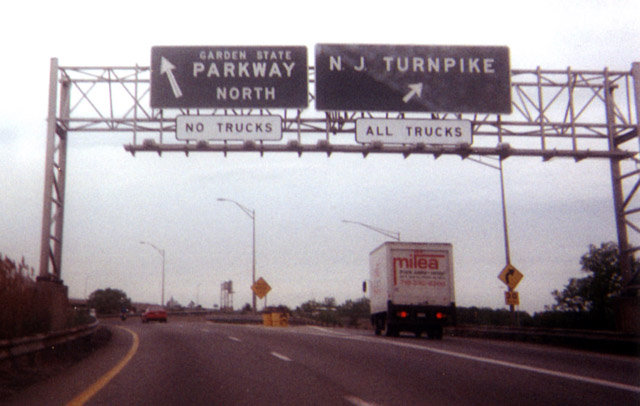 GARDEN STATE
PARKWAY
NORTH
N.J. TURNPIKE
NO TRUCKS
ALL TRUCKS
milea